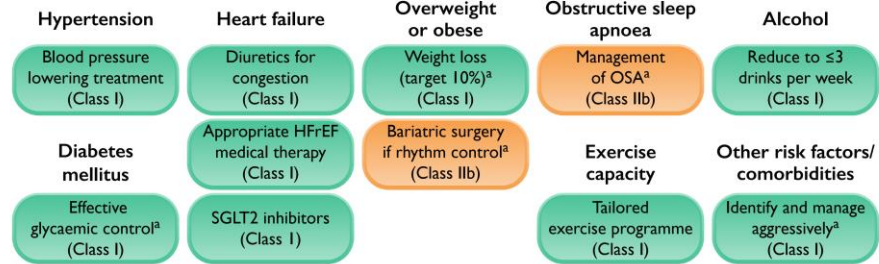 Hypertension
Blood pressure
lowering treatment
(Class I)
Diabetes
mellitus
Effective
glycaemic controlª
(Class I)
Heart failure
Diuretics for
congestion
(Class I)
Appropriate HFrEF
medical therapy
(Class I)
SGLT2 inhibitors
(Class 1)
Overweight
or obese
Weight loss
(target 10%)ª
(Class I)
Bariatric surgery
if rhythm controlª
(Class IIb)
Obstructive sleep
apnoea
Management
of OSAª
(Class IIb)
Exercise
capacity
Tailored
exercise programme
(Class I)
Alcohol
Reduce to ≤3
drinks per week
(Class I)
Other risk factors/
comorbidities
Identify and manage
aggressivelyª
(Class I)